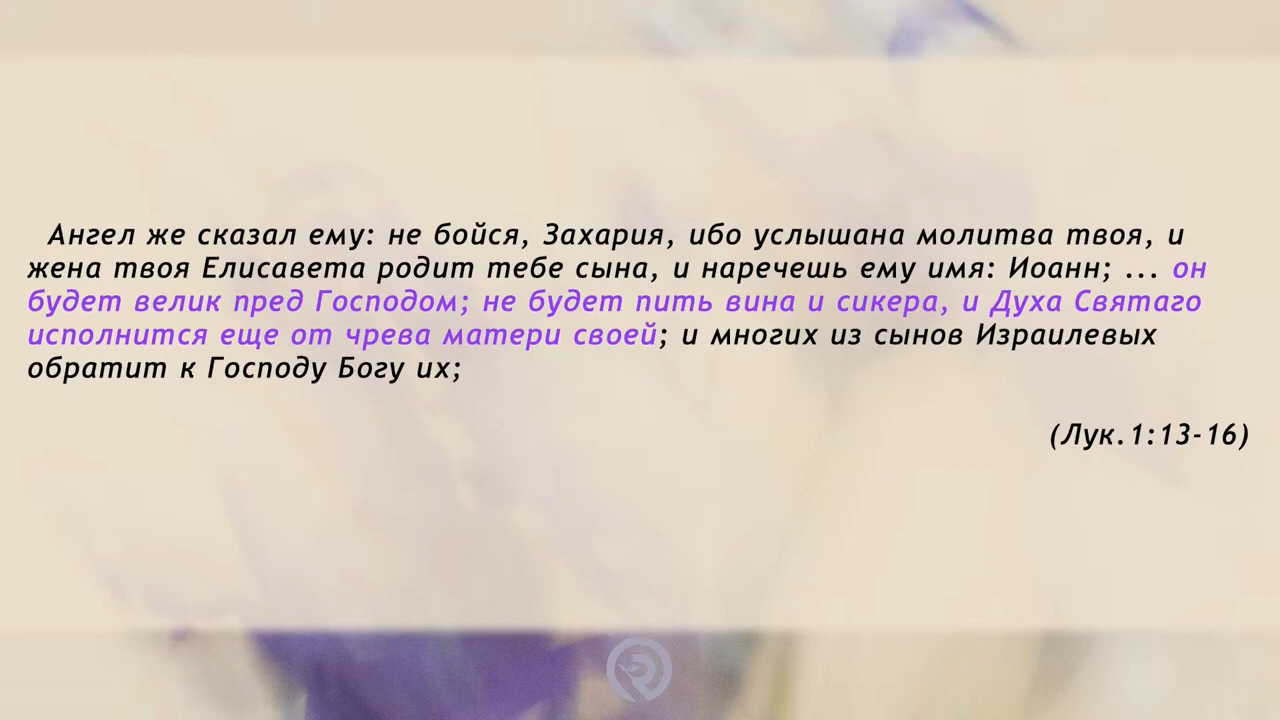 Ангел же сказал ему: не бойся, Захария, ибо услышана молитва твоя, и
жена твоя Елисавета родит тебе сына, и наречешь ему имя: Иоанн; ... он
будет велик пред Господом; не будет пить вина и сикера, и Духа Святаго
исполнится еще от чрева матери своей; и многих из сынов Израилевых
обратит к Господу Богу их;
(Лук.1:13-16)